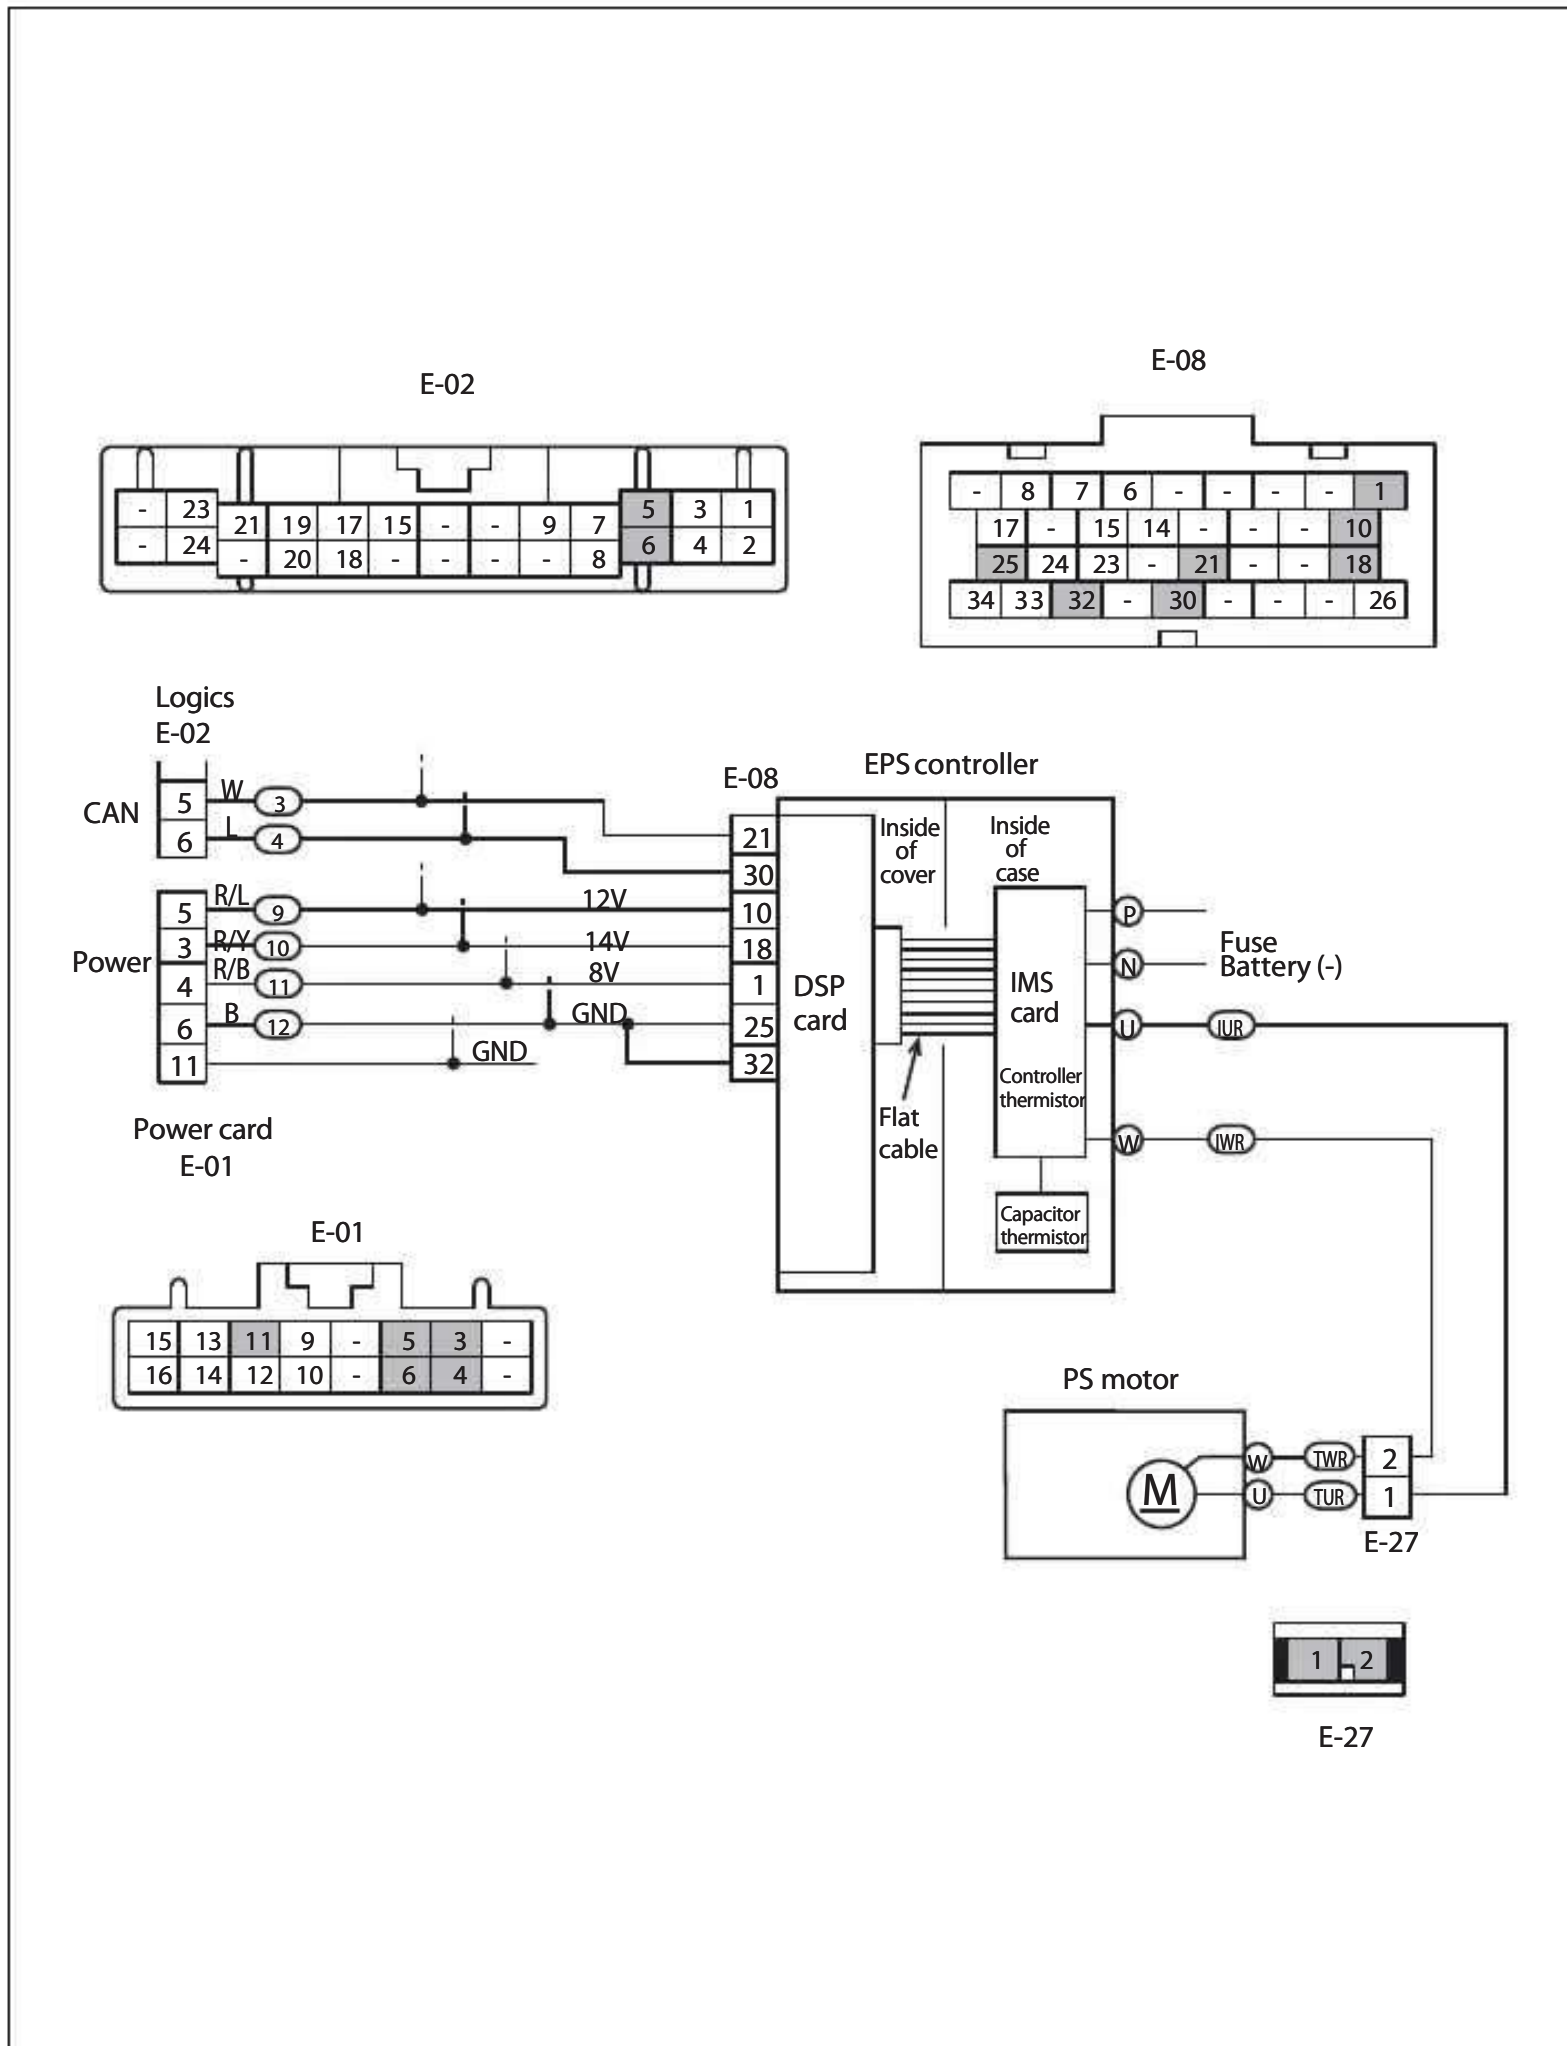 E-02
- 23 21 19 17 15 - - 9 7 5 3 1
- 24 - 20 18 - - - - 8 6 4 2
E-08
- 8 7 6 - - - - 1
17 - 15 14 - - - 10
25 24 23 - 21 - - 18
34 33 32 - 30 - - - 26
Logics
E-02
CAN
5 W 3
6 L 4
Power
5 R/L 9 12V
3 R/Y 10 14V
4 R/B 11 8V
6 B 12 GND
11 GND
Power card
E-01
E-08
21
30
10
18
1
25
32
EPS controller
DSP
card
Inside
of
cover
Inside
of
case
Flat
cable
IMS
card
Controller
thermistor
Capacitor
thermistor
P
N
Fuse
Battery (-)
U IUR
W IWR
E-01
15 13 11 9 - 5 3 -
16 14 12 10 - 6 4 -
PS motor
M
W TWR 2
U TUR 1
E-27
1 2
E-27